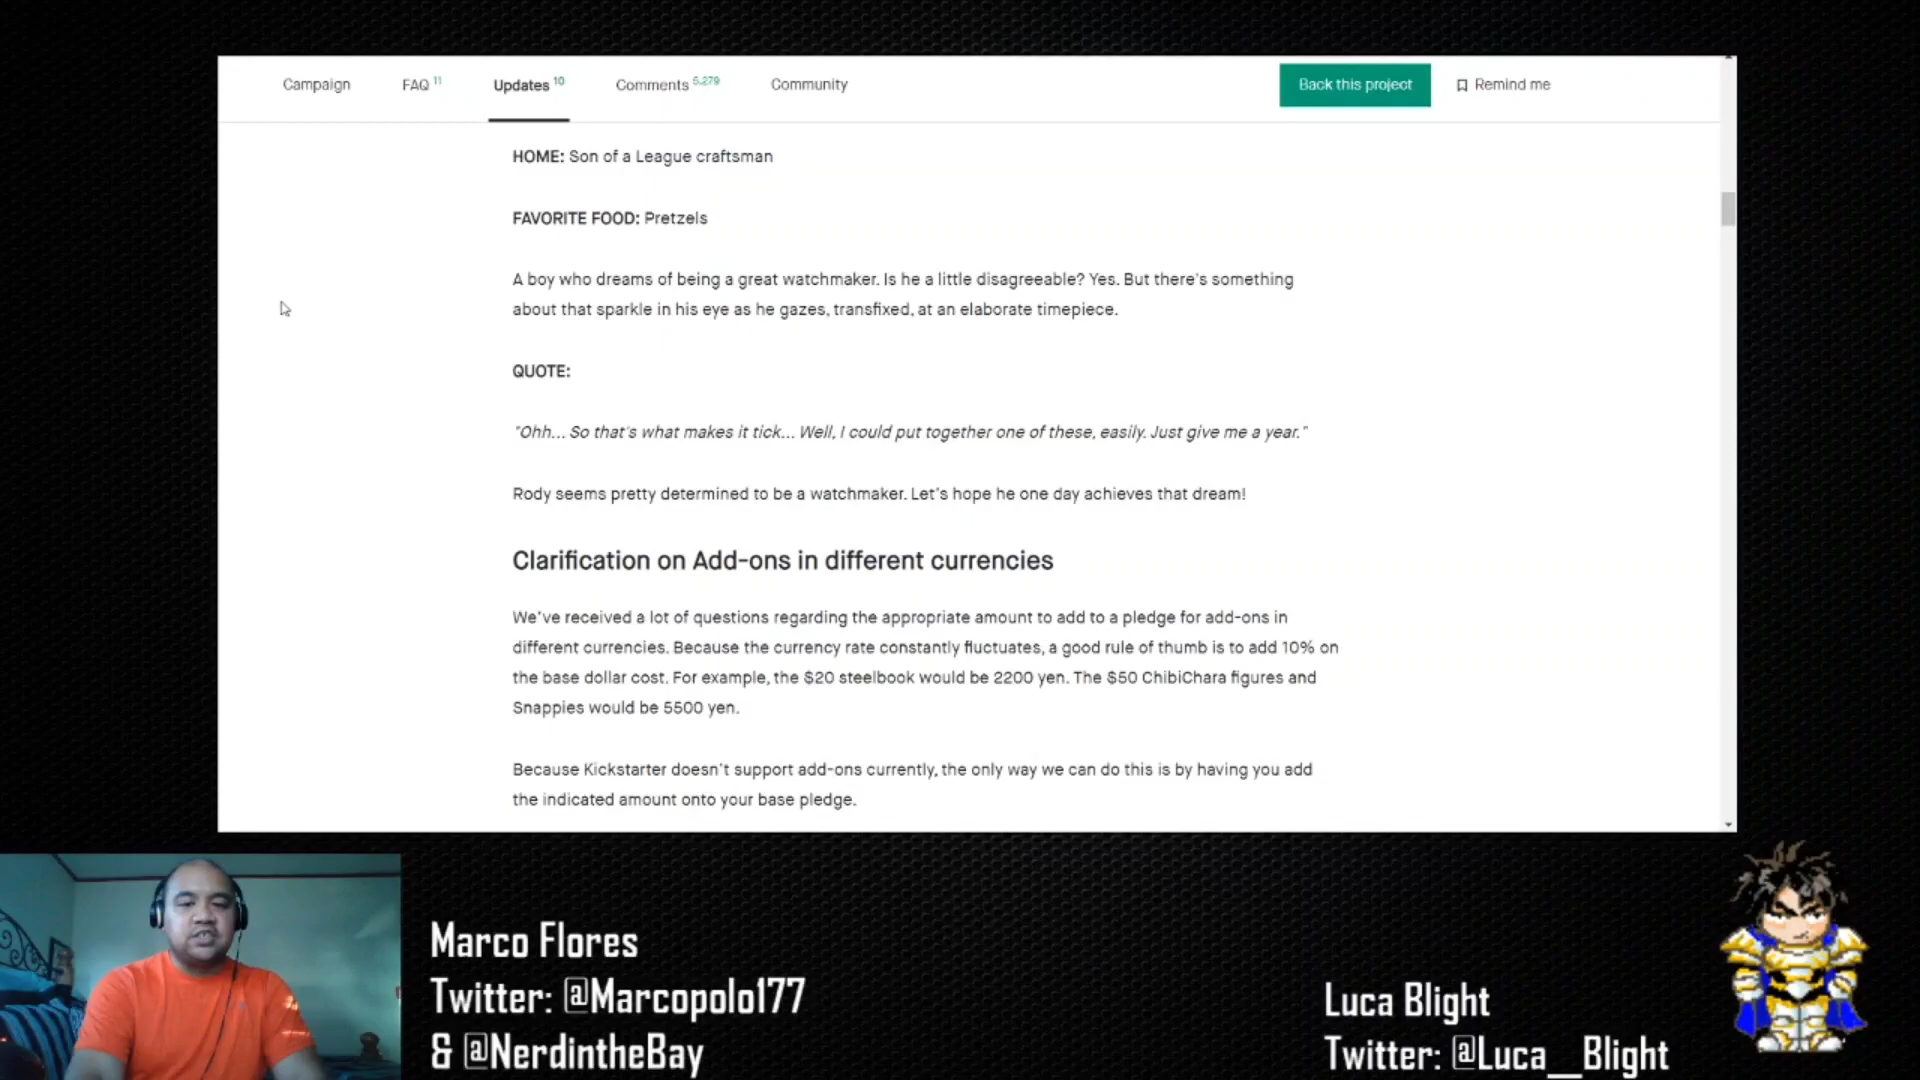 Campaign FAQ 11 Updates 10 Comments 5,279 Community Back this project Remind me
HOME: Son of a League craftsman
FAVORITE FOOD: Pretzels
A boy who dreams of being a great watchmaker. Is he a little disagreeable? Yes. But there's something
about that sparkle in his eye as he gazes, transfixed, at an elaborate timepiece.
QUOTE:
"Ohh... So that's what makes it tick... Well, I could put together one of these, easily. Just give me a year."
Rody seems pretty determined to be a watchmaker. Let's hope he one day achieves that dream!
Clarification on Add-ons in different currencies
We've received a lot of questions regarding the appropriate amount to add to a pledge for add-ons in
different currencies. Because the currency rate constantly fluctuates, a good rule of thumb is to add 10% on
the base dollar cost. For example, the $20 steelbook would be 2200 yen. The $50 ChibiChara figures and
Snappies would be 5500 yen.
Because Kickstarter doesn't support add-ons currently, the only way we can do this is by having you add
the indicated amount onto your base pledge.
Marco Flores
Twitter: @Marcopolo177
& @NerdintheBay
Luca Blight
Twitter: @Luca__Blight